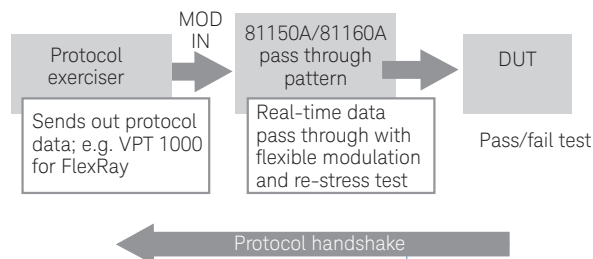 MOD
IN
Protocol
exerciser
81150A/81160A
pass through
pattern
DUT
Sends out protocol
data; e.g. VPT 1000
for FlexRay
Real-time data
pass through with
flexible modulation
and re-stress test
Pass/fail test
Protocol handshake